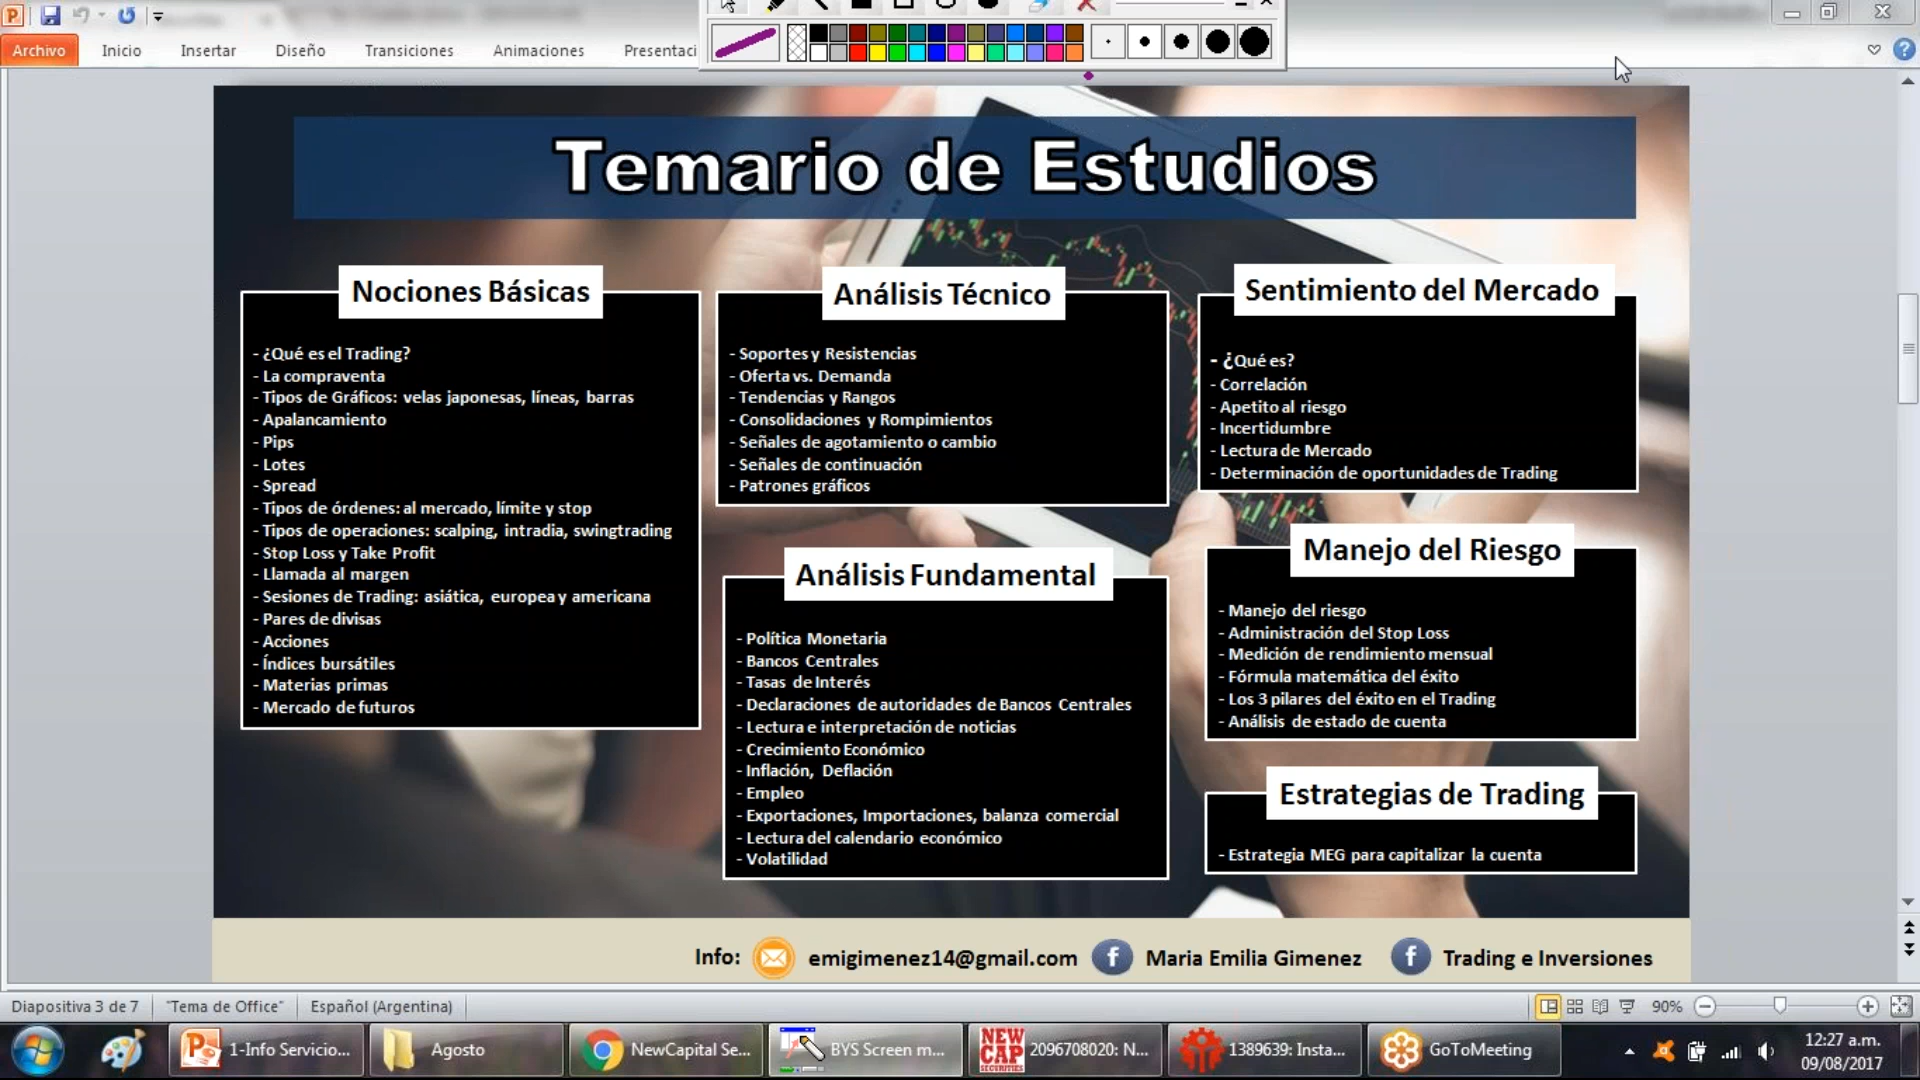 Archivo
Inicio
Insertar
Diseño
Transiciones
Animaciones
Presentaci
Temario de Estudios
Nociones Básicas
- ¿Qué es el Trading?
- La compraventa
- Tipos de Gráficos: velas japonesas, líneas, barras
- Apalancamiento
- Pips
- Lotes
- Spread
- Tipos de órdenes: al mercado, límite y stop
- Tipos de operaciones: scalping, intradia, swingtrading
- Stop Loss y Take Profit
- Llamada al margen
- Sesiones de Trading: asiática, europea y americana
- Pares de divisas
- Acciones
- Índices bursátiles
- Materias primas
- Mercado de futuros
Análisis Técnico
- Soportes y Resistencias
- Oferta vs. Demanda
- Tendencias y Rangos
- Consolidaciones y Rompimientos
- Señales de agotamiento o cambio
- Señales de continuación
- Patrones gráficos
Análisis Fundamental
- Política Monetaria
- Bancos Centrales
- Tasas de Interés
- Declaraciones de autoridades de Bancos Centrales
- Lectura e interpretación de noticias
- Crecimiento Económico
- Inflación, Deflación
- Empleo
- Exportaciones, Importaciones, balanza comercial
- Lectura del calendario económico
- Volatilidad
Sentimiento del Mercado
- ¿Qué es?
- Correlación
- Apetito al riesgo
- Incertidumbre
- Lectura de Mercado
- Determinación de oportunidades de Trading
Manejo del Riesgo
- Manejo del riesgo
- Administración del Stop Loss
- Medición de rendimiento mensual
- Fórmula matemática del éxito
- Los 3 pilares del éxito en el Trading
- Análisis de estado de cuenta
Estrategias de Trading
- Estrategia MEG para capitalizar la cuenta
Info: emigimenez14@gmail.com Maria Emilia Gimenez Trading e Inversiones
Diapositiva 3 de 7 "Tema de Office" Español (Argentina) 90%
1-Info Servicio...
Agosto
NewCapital Se...
BYS Screen m...
NEW CAP SECURITIES
2096708020: N...
1389639: Insta...
GoToMeeting
12:27 a.m.
09/08/2017